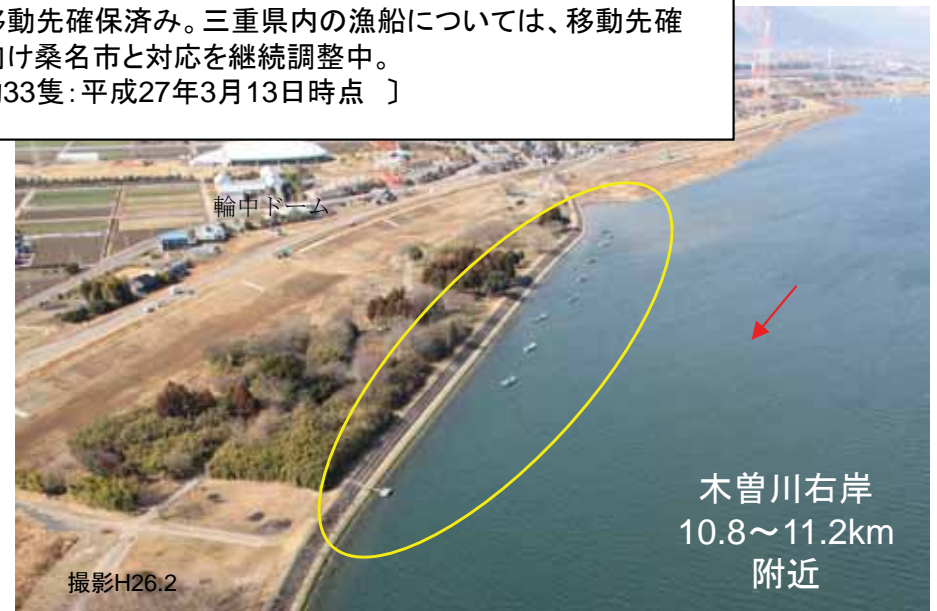 移動先確保済み。三重県内の漁船については、移動先確
け桑名市と対応を継続調整中。
33隻:平成27年3月13日時点 〕
輪中ドーム
木曽川右岸
10.8~11.2km
附近
撮影H26.2